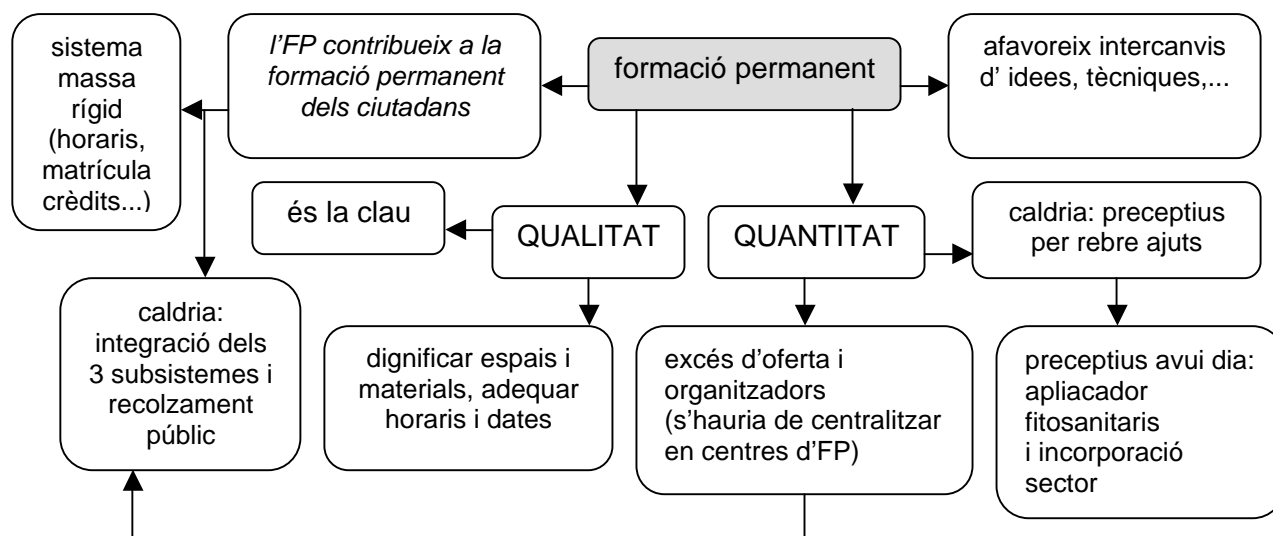 sistema
massa
rígid
(horaris,
matrícula
crèdits...)
l’FP contribueix a la
formació permanent
dels ciutadans
formació permanent
afavoreix intercanvis
d’ idees, tècniques,...
és la clau
QUALITAT
QUANTITAT
caldria: preceptius
per rebre ajuts
caldria:
integració dels
3 subsistemes i
recolzament
públic
dignificar espais i
materials, adequar
horaris i dates
excés d’oferta i
organitzadors
(s’hauria de centralitzar
en centres d’FP)
preceptius avui dia:
apliacador
fitosanitaris
i incorporació
sector